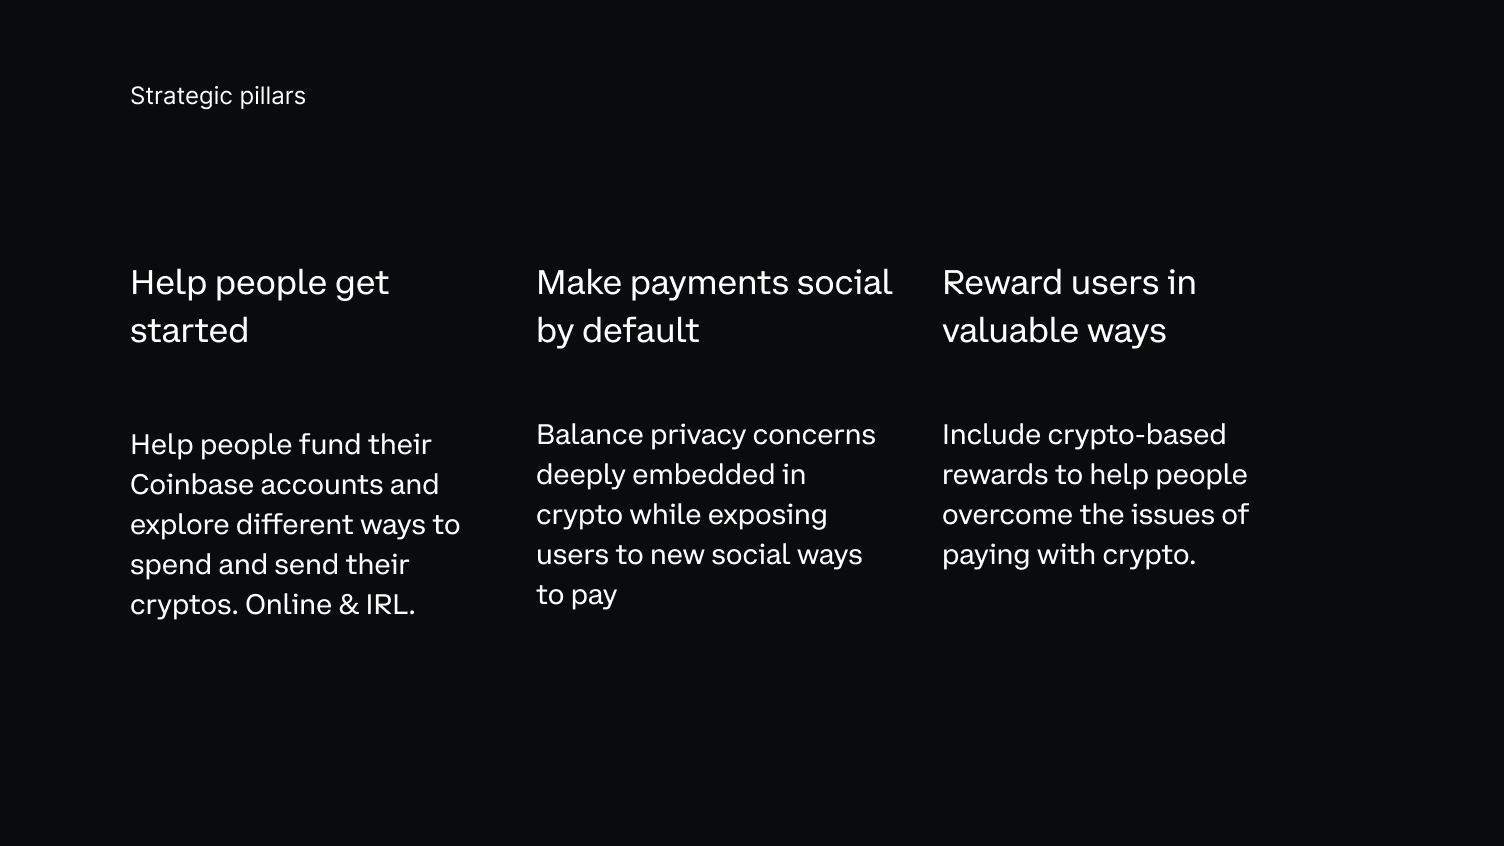 Strategic pillars
Help people get
started
Help people fund their
Coinbase accounts and
explore different ways to
spend and send their
cryptos. Online & IRL.
Make payments social
by default
Balance privacy concerns
deeply embedded in
crypto while exposing
users to new social ways
to pay
Reward users in
valuable ways
Include crypto-based
rewards to help people
overcome the issues of
paying with crypto.